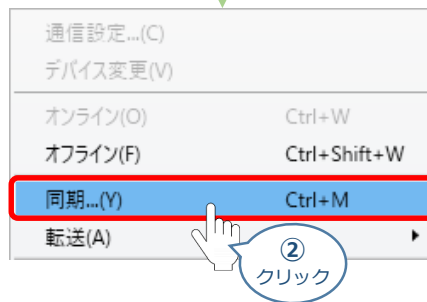 通信設定...(C)
デバイス変更(V)
オンライン(O) Ctrl+W
オフライン(F) Ctrl+Shift+W
同期...(Y) Ctrl+M
転送(A)
②
クリック